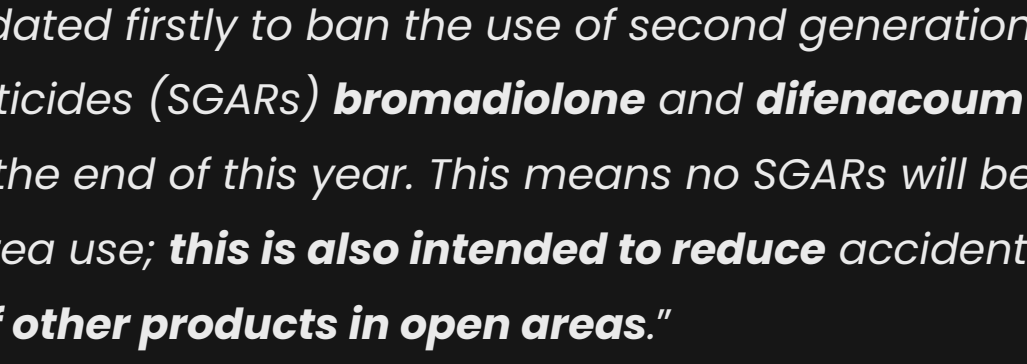 dated firstly to ban the use of second generation
ticides (SGARs) bromadiolone and difenacoum
the end of this year. This means no SGARs will be
ea use; this is also intended to reduce accident
f other products in open areas.”